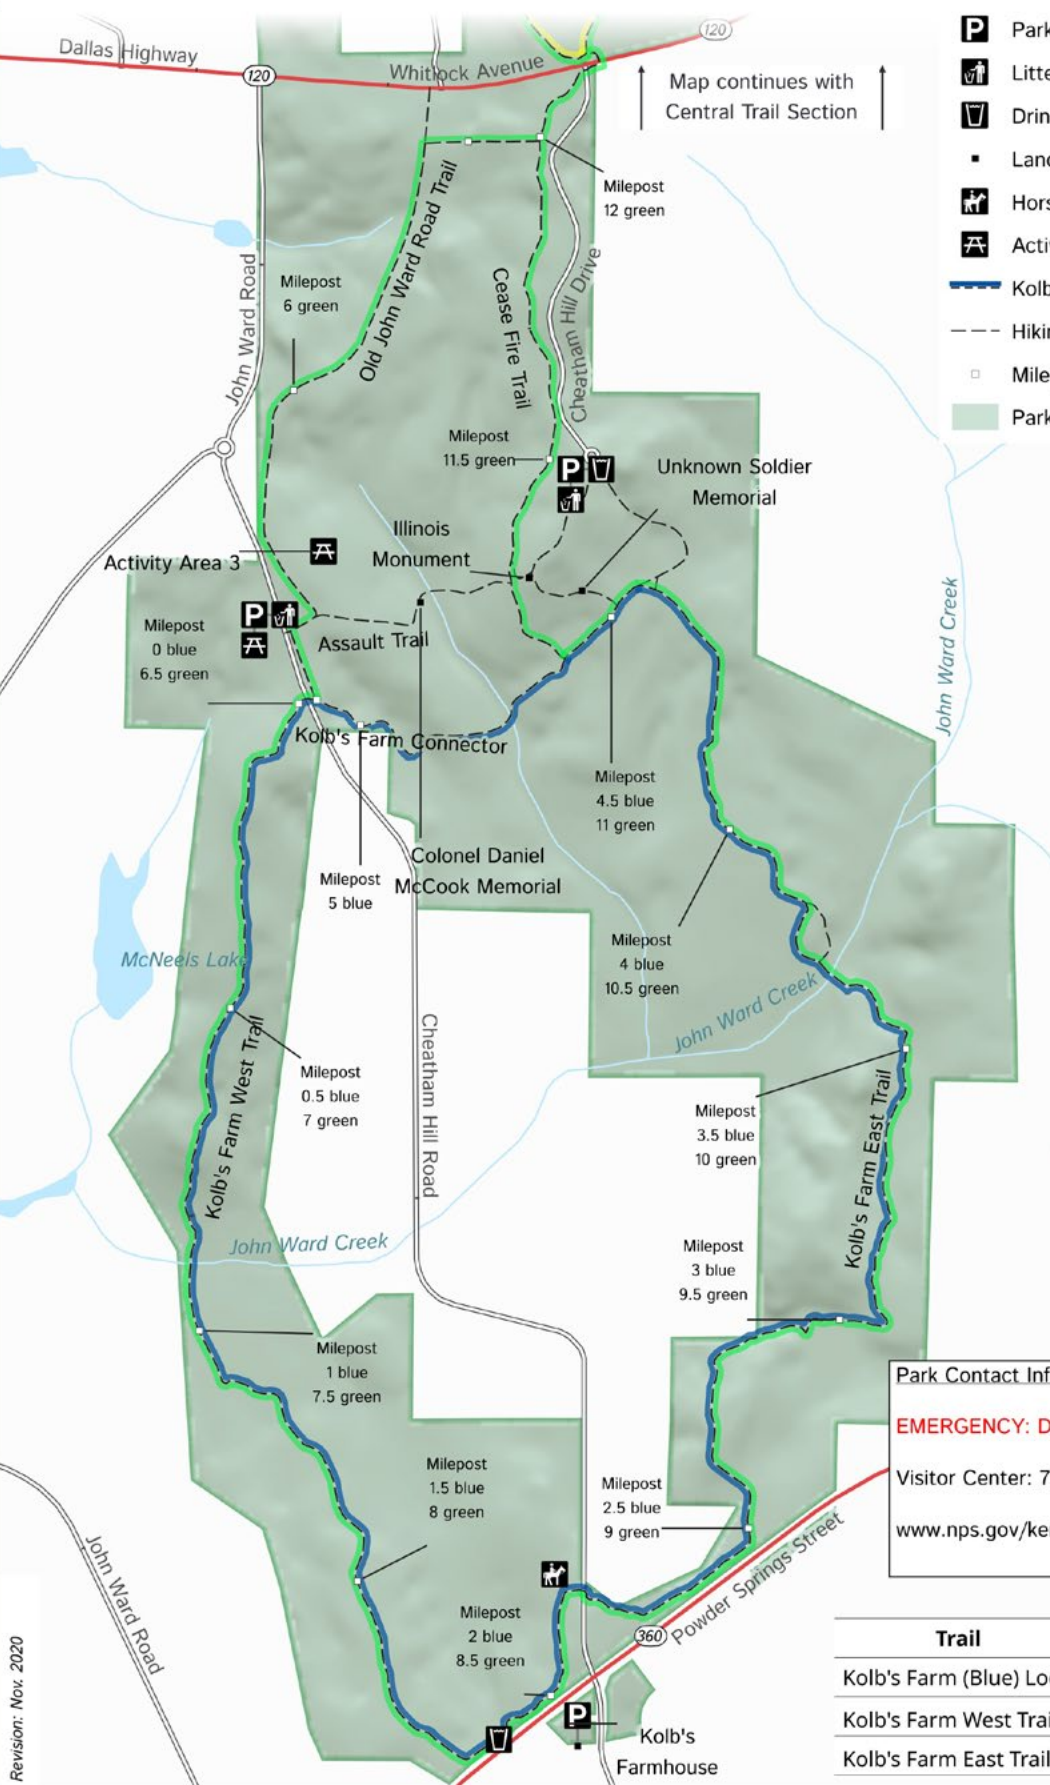 Dallas Highway
120
Whitlock Avenue
120
Map continues with
Central Trail Section
P Park
Litte
Drin
Land
Hors
Activ
Kolb
Hikin
Mile
Park
Milepost
12 green
Old John Ward Road Trail
Cease Fire Trail
Cheatham Hill Drive
John Ward Road
Milepost
6 green
Milepost
11.5 green
P
Unknown Soldier
Memorial
Illinois
Monument
Activity Area 3
P
Milepost
0 blue
6.5 green
Assault Trail
John Ward Creek
Kolb's Farm Connector
Milepost
4.5 blue
11 green
Colonel Daniel
McCook Memorial
Milepost
5 blue
Milepost
4 blue
10.5 green
McNeels Lake
John Ward Creek
Kolb's Farm West Trail
Cheatham Hill Road
Milepost
0.5 blue
7 green
Milepost
3.5 blue
10 green
Kolb's Farm East Trail
John Ward Creek
Milepost
3 blue
9.5 green
Milepost
1 blue
7.5 green
Park Contact Inf
EMERGENCY: D
Visitor Center: 7
www.nps.gov/ke
Milepost
1.5 blue
8 green
Milepost
2.5 blue
9 green
Powder Springs Street
360
John Ward Road
Milepost
2 blue
8.5 green
P
Kolb's
Farmhouse
Trail
Kolb's Farm (Blue) Lo
Kolb's Farm West Trai
Kolb's Farm East Trail
Revision: Nov. 2020